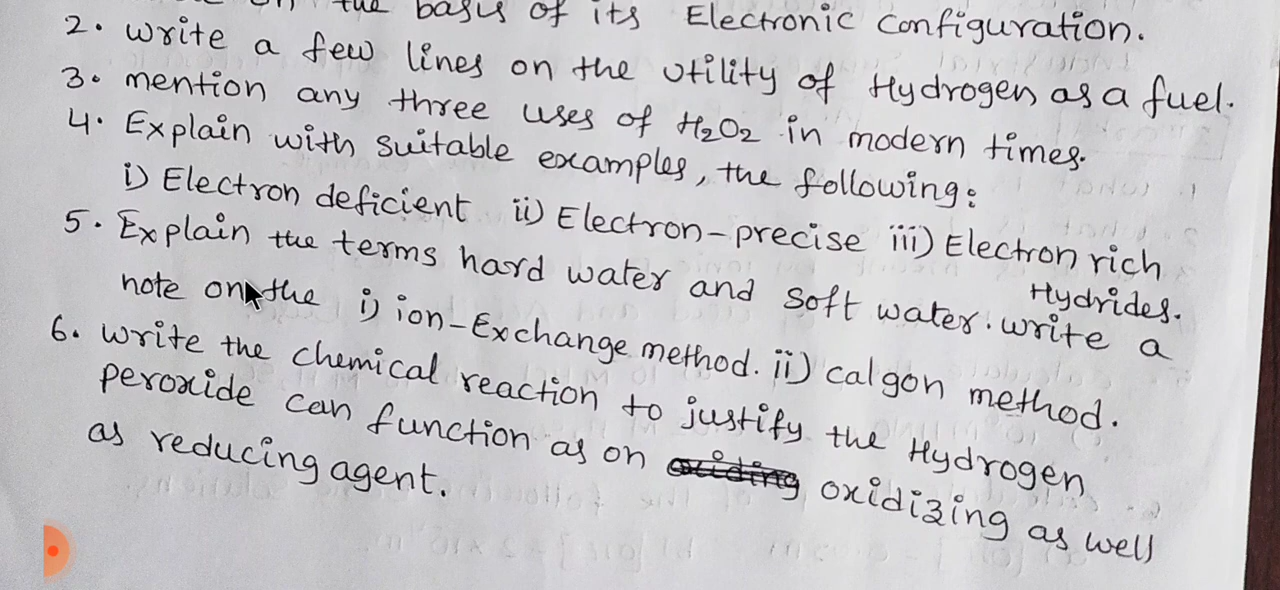 the basis of its Electronic configuration.
2. write a few lines on the utility of Hydrogen as a fuel.
3. mention any three uses of H₂O₂ in modern times.
4. Explain with suitable examples, the following:
i) Electron deficient ii) Electron-precise iii) Electron rich
Hydrides.
5. Explain the terms hard water and soft water. write a
note on the i) ion-Exchange method. ii) calgon method.
6. write the chemical reaction to justify the Hydrogen
peroxide can function as on oxidizing as well
as reducing agent.